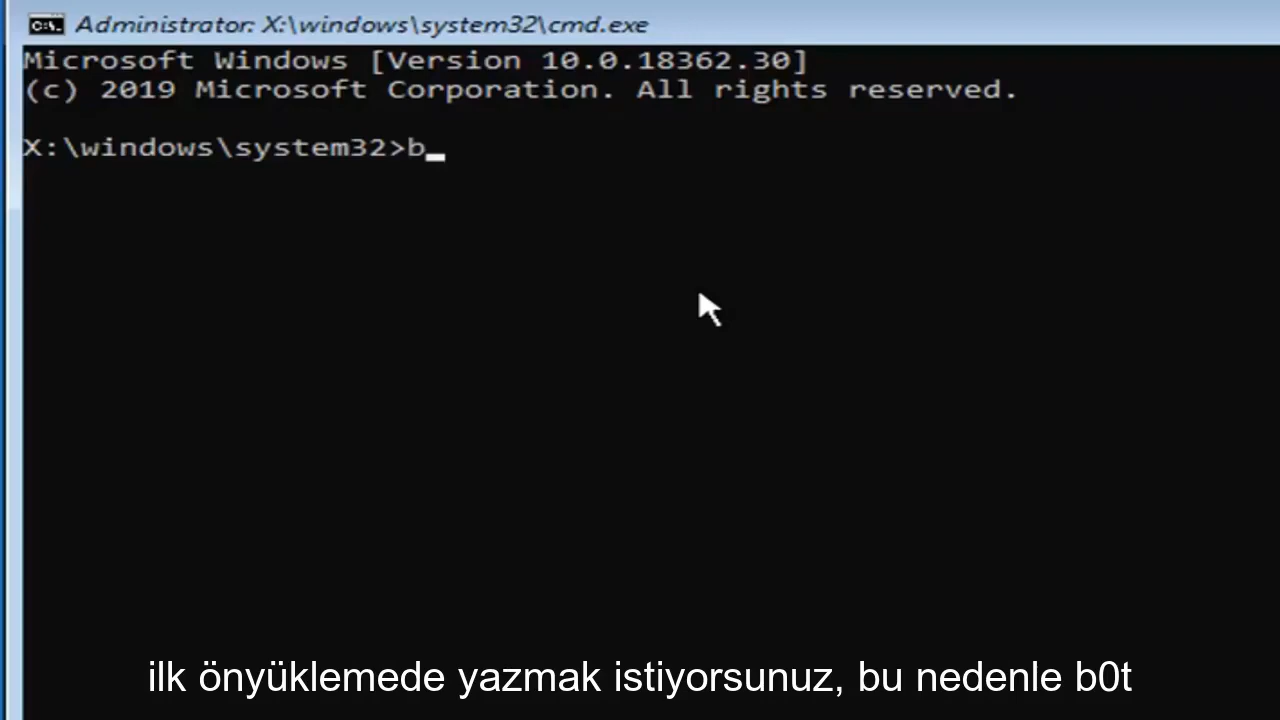 Administrator: X:\windows\system32\cmd.exe
Microsoft Windows [Version 10.0.18362.30]
(c) 2019 Microsoft Corporation. All rights reserved.
X:\windows\system32>b_
ilk önyüklemede yazmak istiyorsunuz, bu nedenle b0t